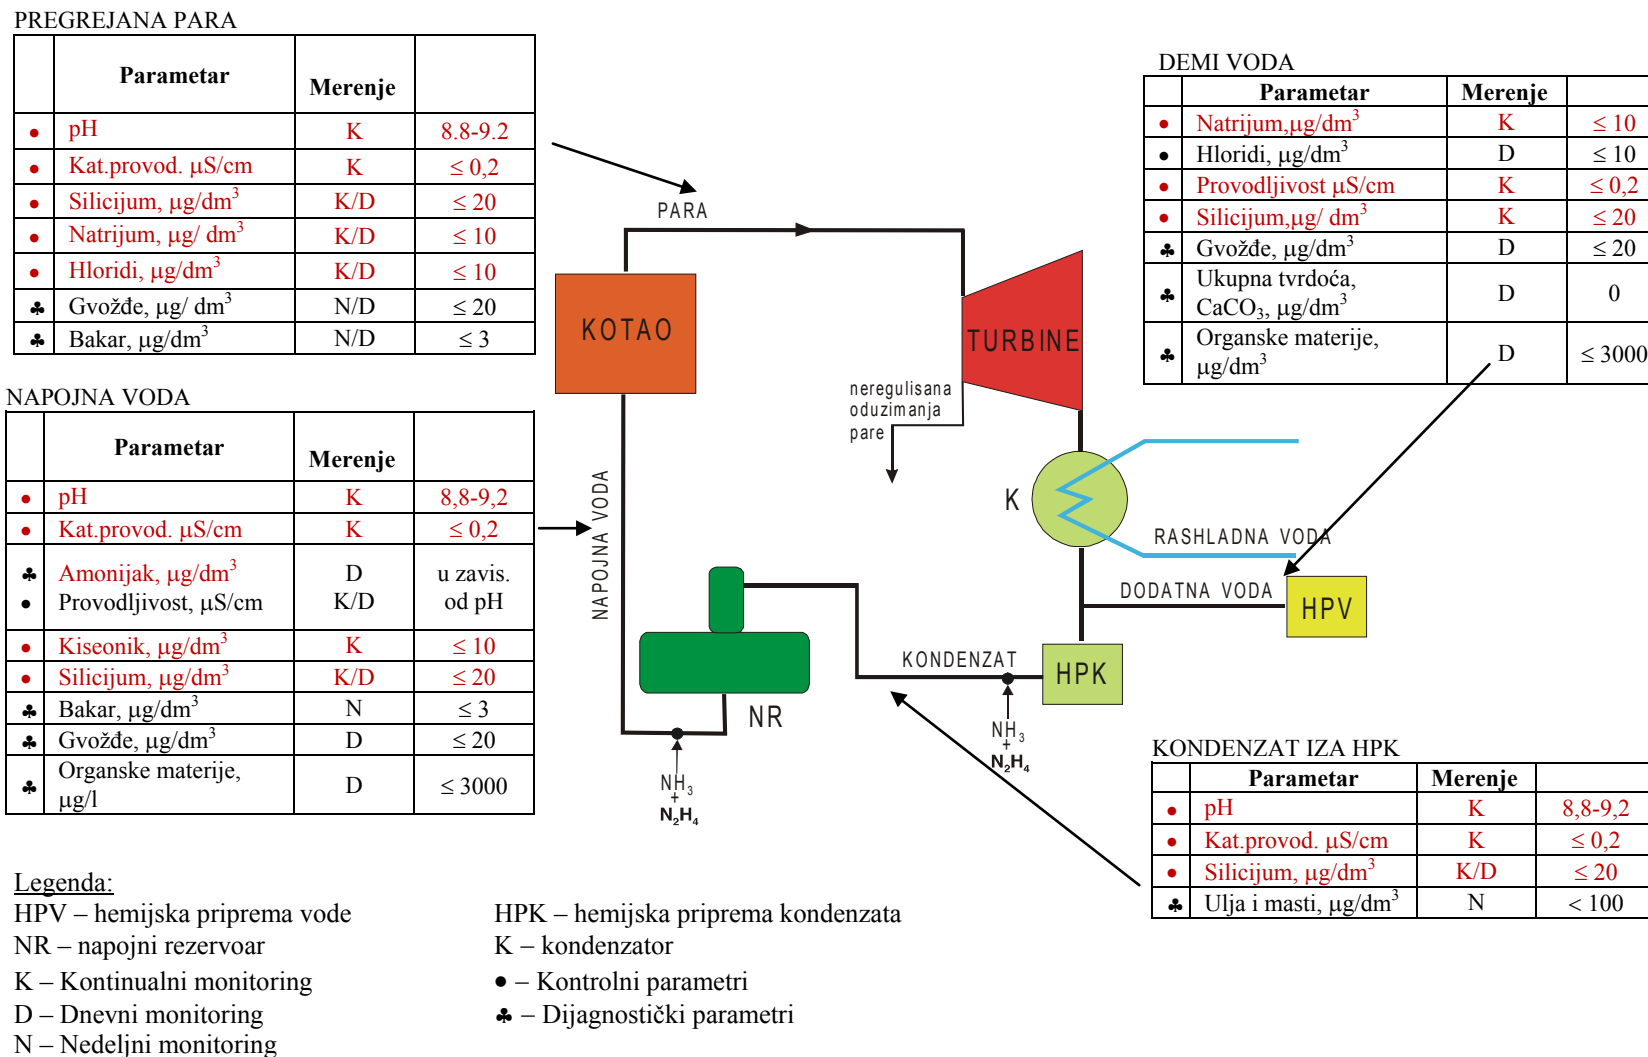 PREGREJANA PARA
Parametar Merenje
• pH K 8.8-9.2
• Kat.provod. µS/cm K ≤ 0,2
• Silicijum, µg/dm³ K/D ≤ 20
• Natrijum, µg/ dm³ K/D ≤ 10
• Hloridi, µg/dm³ K/D ≤ 10
♣ Gvožđe, µg/ dm³ N/D ≤ 20
♣ Bakar, µg/dm³ N/D ≤ 3
NAPOJNA VODA
Parametar Merenje
• pH K 8,8-9,2
• Kat.provod. µS/cm K ≤ 0,2
♣ Amonijak, µg/dm³ D u zavis.
• Provodljivost, µS/cm K/D od pH
• Kiseonik, µg/dm³ K ≤ 10
• Silicijum, µg/dm³ K/D ≤ 20
♣ Bakar, µg/dm³ N ≤ 3
♣ Gvožđe, µg/dm³ D ≤ 20
♣ Organske materije,
µg/l D ≤ 3000
DEMI VODA
Parametar Merenje
• Natrijum,µg/dm³ K ≤ 10
• Hloridi, µg/dm³ D ≤ 10
• Provodljivost µS/cm K ≤ 0,2
• Silicijum,µg/ dm³ K ≤ 20
♣ Gvožđe, µg/dm³ D ≤ 20
♣ Ukupna tvrdoća,
CaCO₃, µg/dm³ D 0
♣ Organske materije,
µg/dm³ D ≤ 3000
PARA
KOTAO
TURBINE
neregulisana
oduzimanja
pare
K
RASHLADNA VODA
NAPOJNA VODA
DODATNA VODA
HPV
KONDENZAT
HPK
NR
NH₃
+
N₂H₄
NH₃
+
N₂H₄
KONDENZAT IZA HPK
Parametar Merenje
• pH K 8,8-9,2
• Kat.provod. µS/cm K ≤ 0,2
• Silicijum, µg/dm³ K/D ≤ 20
♣ Ulja i masti, µg/dm³ N < 100
Legenda:
HPV – hemijska priprema vode HPK – hemijska priprema kondenzata
NR – napojni rezervoar K – kondenzator
K – Kontinualni monitoring • – Kontrolni parametri
D – Dnevni monitoring ♣ – Dijagnostički parametri
N – Nedeljni monitoring